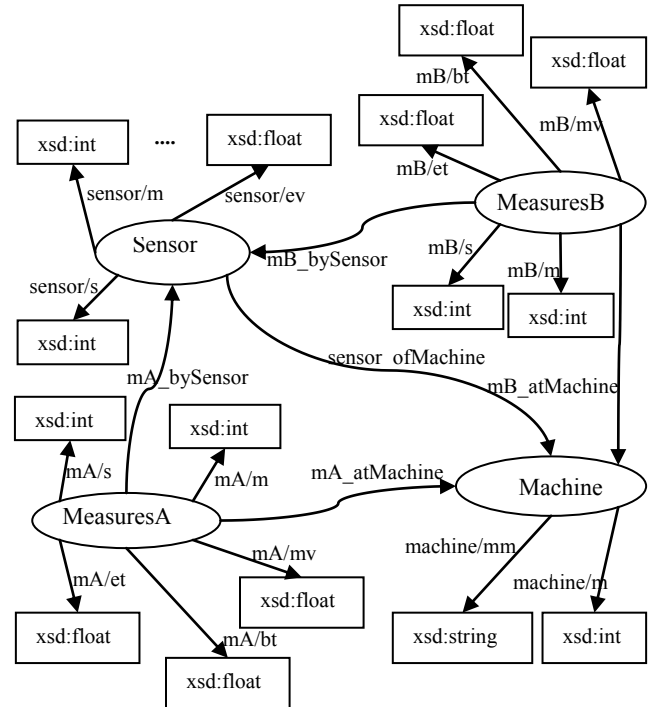 xsd:float
xsd:float
mB/bt
xsd:float
mB/mv
xsd:int
....
xsd:float
mB/et
sensor/m
sensor/ev
MeasuresB
Sensor
mB_bySensor
mB/s
mB/m
sensor/s
xsd:int
xsd:int
xsd:int
sensor_ofMachine
mA_bySensor
mB_atMachine
xsd:int
xsd:int
mA/s
mA/m
mA_atMachine
Machine
MeasuresA
mA/mv
machine/mm
machine/m
mA/et
xsd:float
xsd:float
mA/bt
xsd:string
xsd:int
xsd:float